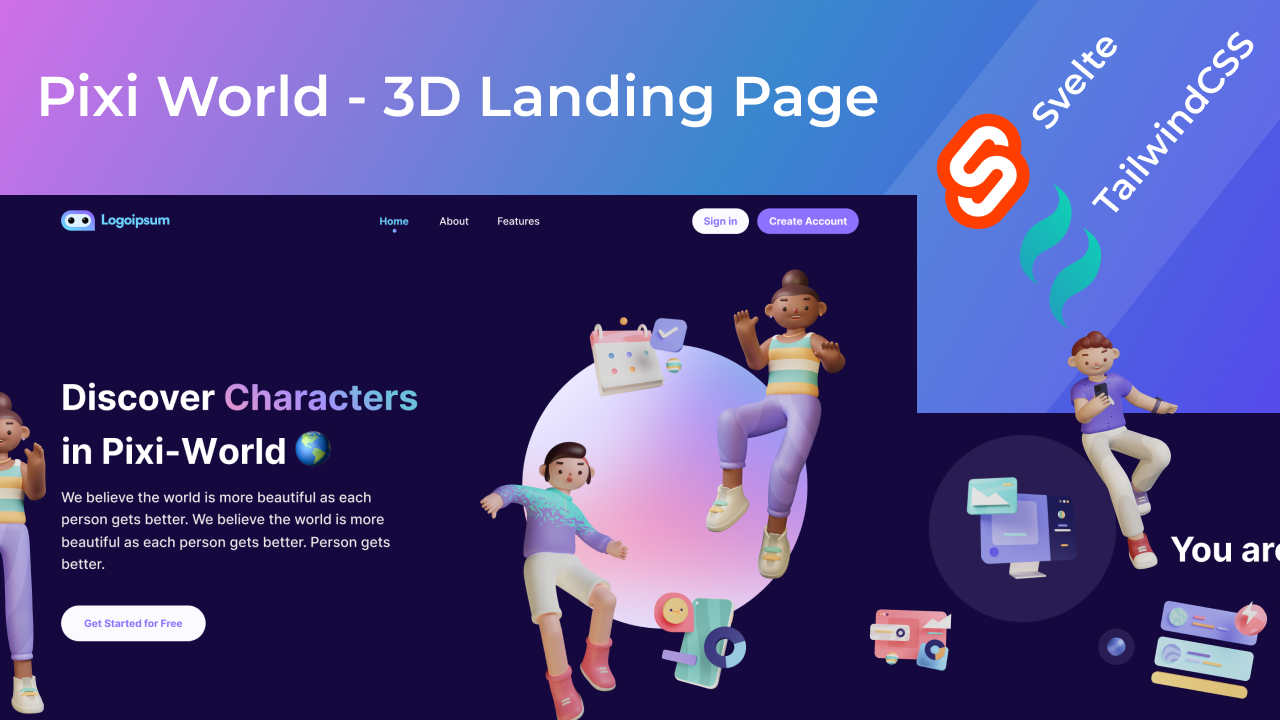 Pixi World - 3D Landing Page
Svelte
TailwindCSS
Logoipsum
Home
About
Features
Sign in
Create Account
Discover Characters
in Pixi-World
We believe the world is more beautiful as each
person gets better. We believe the world is more
beautiful as each person gets better. Person gets
better.
Get Started for Free
You are